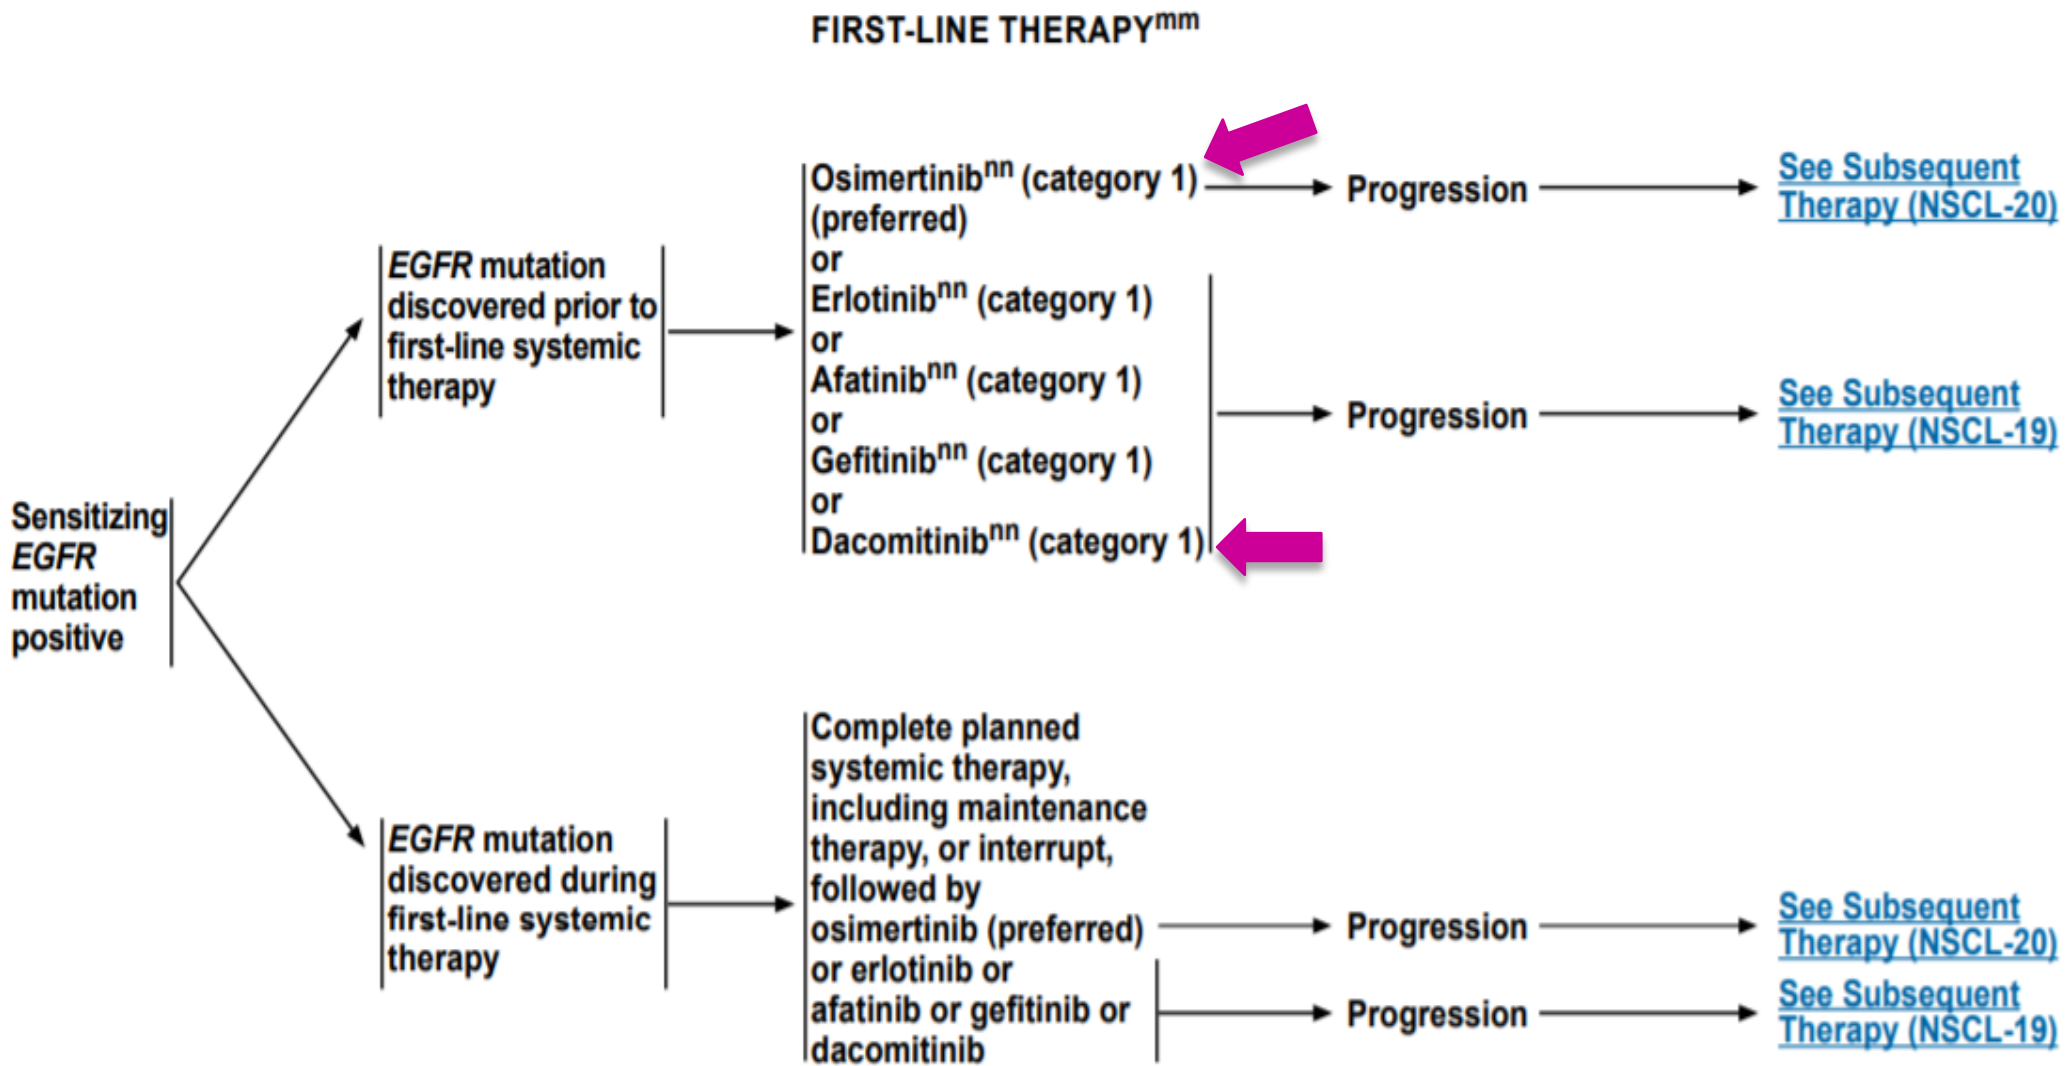 FIRST-LINE THERAPYmm
Sensitizing
EGFR
mutation
positive
EGFR mutation
discovered prior to
first-line systemic
therapy
Osimertinibnn (category 1)
(preferred)
or
Erlotinibnn (category 1)
or
Afatinibnn (category 1)
or
Gefitinibnn (category 1)
or
Dacomitinibnn (category 1)
Progression
See Subsequent
Therapy (NSCL-20)
Progression
See Subsequent
Therapy (NSCL-19)
EGFR mutation
discovered during
first-line systemic
therapy
Complete planned
systemic therapy,
including maintenance
therapy, or interrupt,
followed by
osimertinib (preferred)
or erlotinib or
afatinib or gefitinib or
dacomitinib
Progression
See Subsequent
Therapy (NSCL-20)
Progression
See Subsequent
Therapy (NSCL-19)